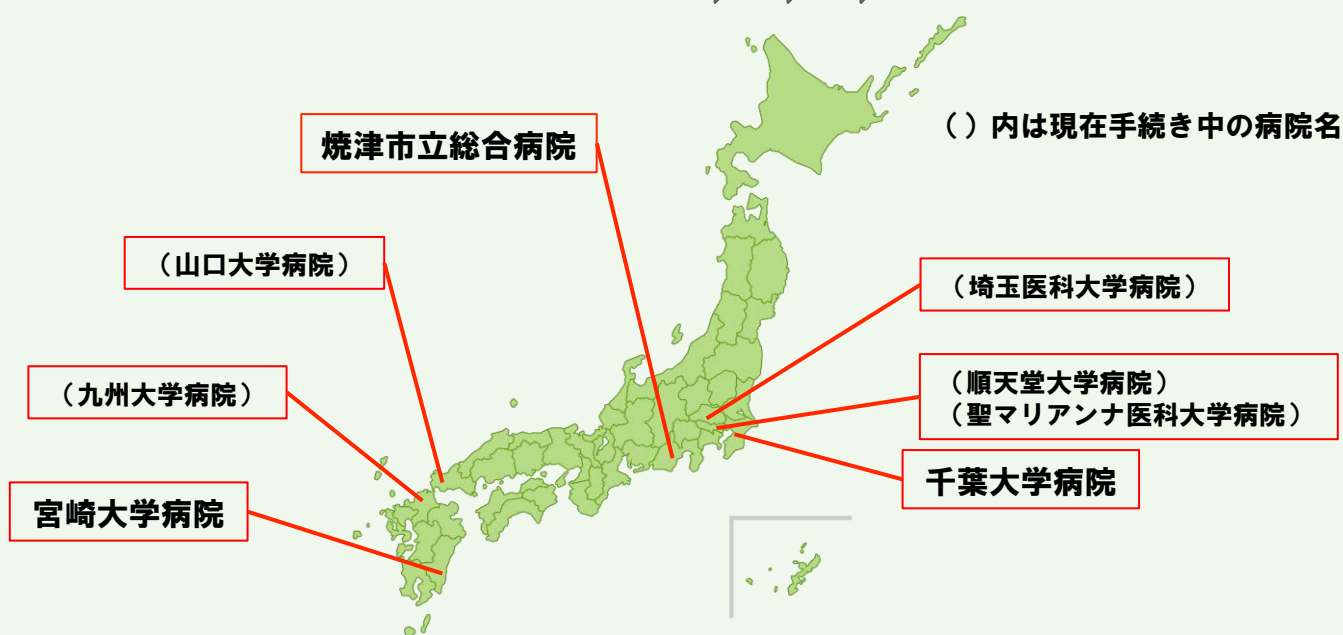 （）内は現在手続き中の病院名
焼津市立総合病院
（山口大学病院）
（埼玉医科大学病院）
（九州大学病院）
（順天堂大学病院）
（聖マリアンナ医科大学病院）
千葉大学病院
宮崎大学病院